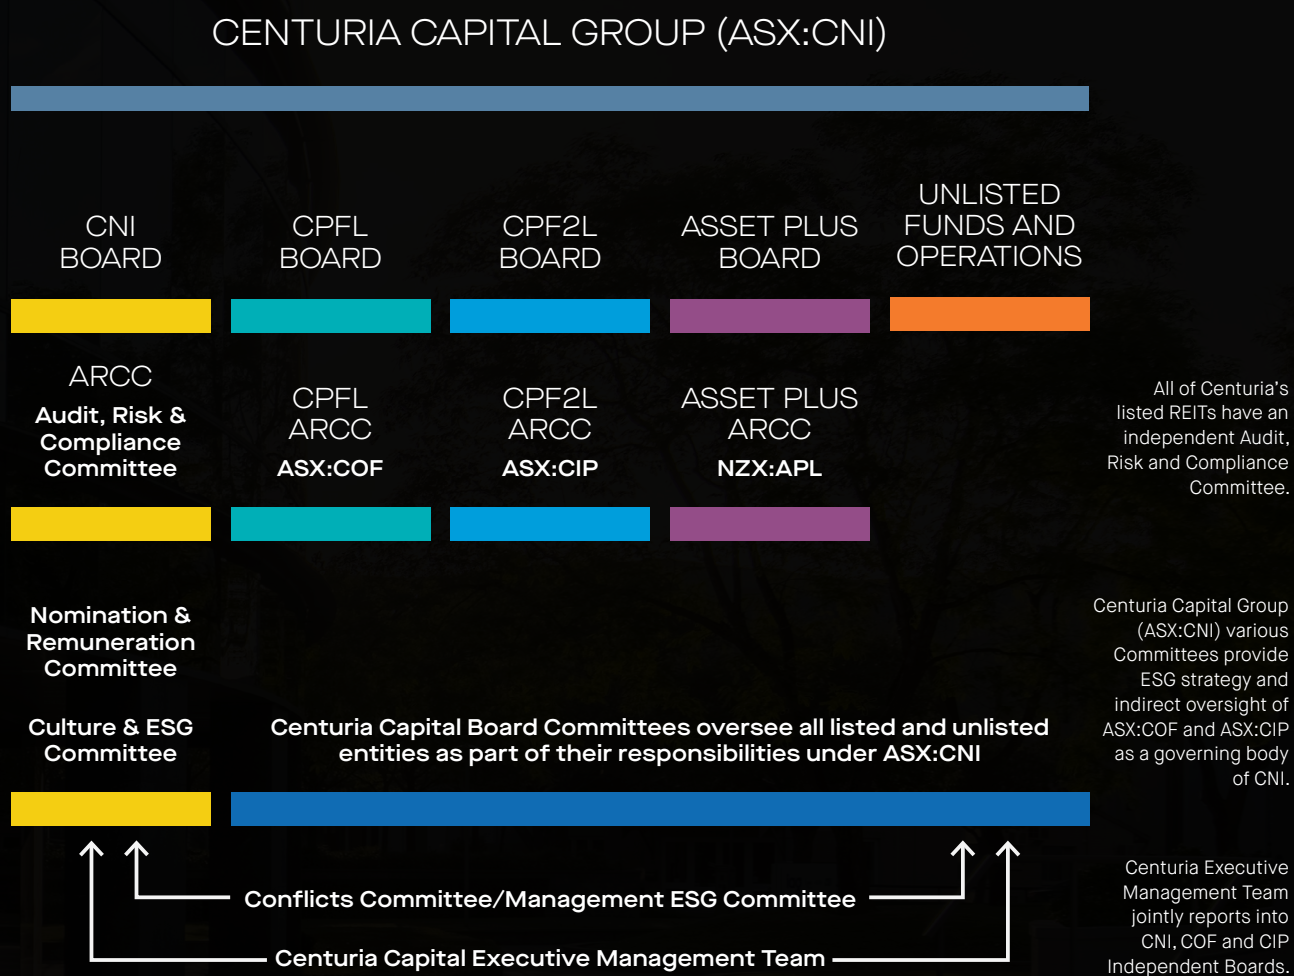 CENTURIA CAPITAL GROUP (ASX:CNI)
CNI
BOARD
CPFL
BOARD
CPF2L
BOARD
ASSET PLUS
BOARD
UNLISTED
FUNDS AND
OPERATIONS
ARCC
Audit, Risk &
Compliance
Committee
CPFL
ARCC
ASX:COF
CPF2L
ARCC
ASX:CIP
ASSET PLUS
ARCC
NZX:APL
All of Centuria's
listed REITs have an
independent Audit,
Risk and Compliance
Committee.
Nomination &
Remuneration
Committee
Culture & ESG
Committee
Centuria Capital Board Committees oversee all listed and unlisted
entities as part of their responsibilities under ASX:CNI
Centuria Capital Group
(ASX:CNI) various
Committees provide
ESG strategy and
indirect oversight of
ASX:COF and ASX:CIP
as a governing body
of CNI.
Conflicts Committee/Management ESG Committee
Centuria Capital Executive Management Team
Centuria Executive
Management Team
jointly reports into
CNI, COF and CIP
Independent Boards.